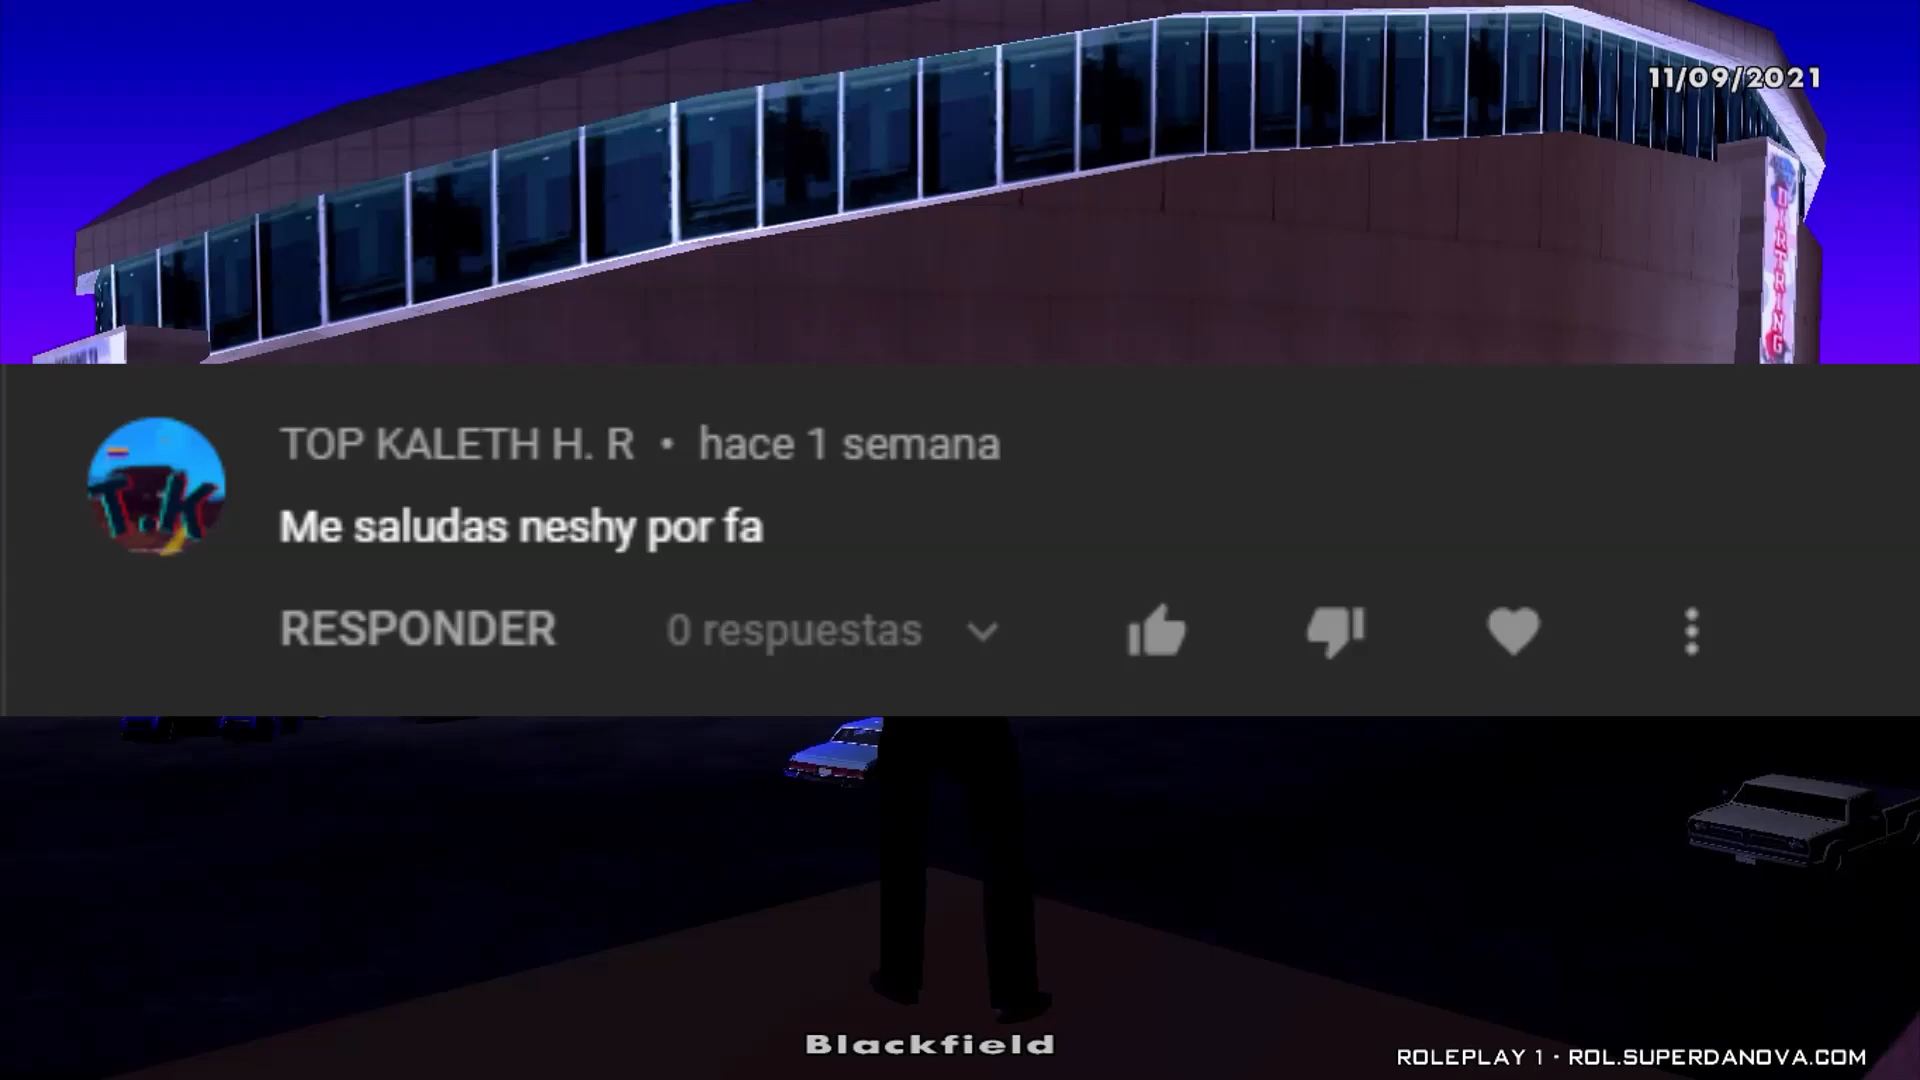 11/09/2021
DIRTRING
TOP KALETH H. R • hace 1 semana
T.K
Me saludas neshy por fa
RESPONDER 0 respuestas
Blackfield
ROLEPLAY 1 · ROL.SUPERDANOVA.COM